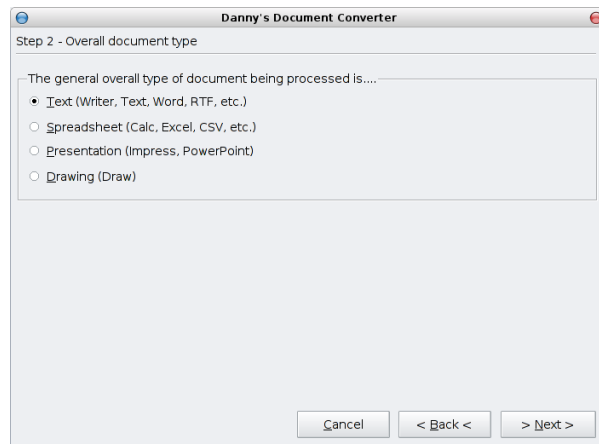 Danny's Document Converter
Step 2 - Overall document type
The general overall type of document being processed is....
Text (Writer, Text, Word, RTF, etc.)
Spreadsheet (Calc, Excel, CSV, etc.)
Presentation (Impress, PowerPoint)
Drawing (Draw)
Cancel
< Back <
> Next >